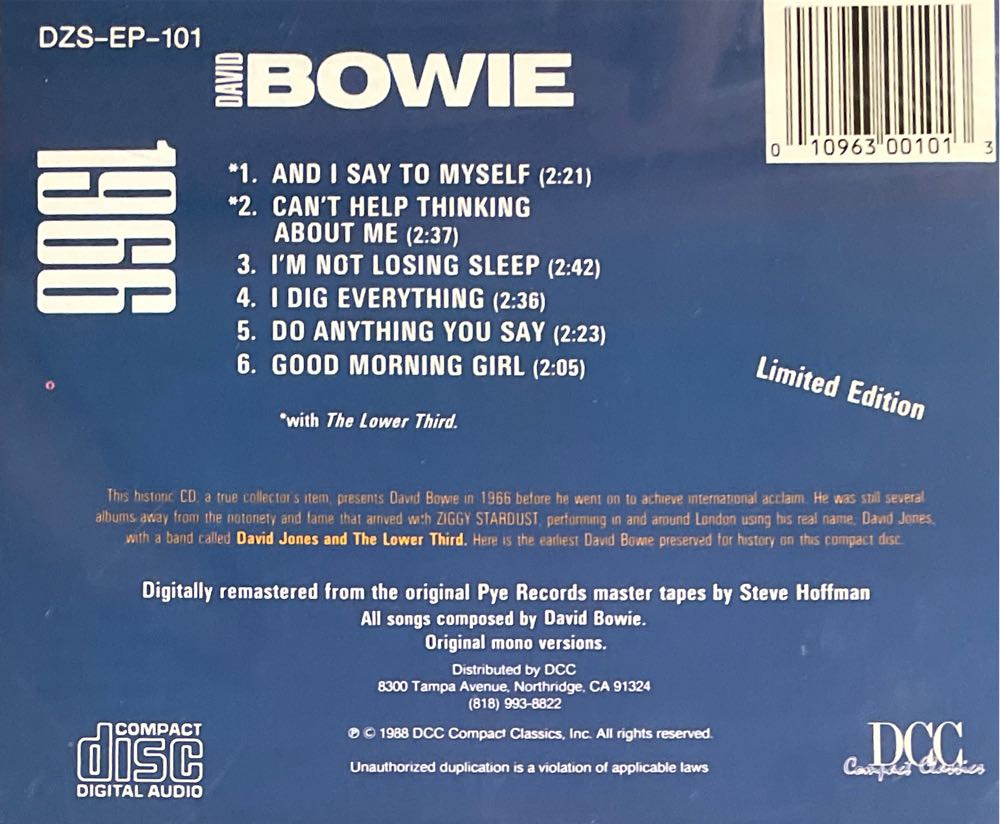 DZS-EP-101
DAVID BOWIE
0 10963 00101 3
1966
*1. AND I SAY TO MYSELF (2:21)
*2. CAN'T HELP THINKING
ABOUT ME (2:37)
3. I'M NOT LOSING SLEEP (2:42)
4. I DIG EVERYTHING (2:36)
5. DO ANYTHING YOU SAY (2:23)
6. GOOD MORNING GIRL (2:05)
Limited Edition
*with The Lower Third.
This historic CD, a true collector's item, presents David Bowie in 1966 before he went on to achieve international acclaim. He was still several
albums away from the notoriety and fame that arrived with ZIGGY STARDUST, performing in and around London using his real name, David Jones,
with a band called David Jones and The Lower Third. Here is the earliest David Bowie preserved for history on this compact disc.
Digitally remastered from the original Pye Records master tapes by Steve Hoffman
All songs composed by David Bowie.
Original mono versions.
Distributed by DCC
8300 Tampa Avenue, Northridge, CA 91324
(818) 993-8822
℗ © 1988 DCC Compact Classics, Inc. All rights reserved.
Unauthorized duplication is a violation of applicable laws
COMPACT
disc
DIGITAL AUDIO
DCC
Compact Classics